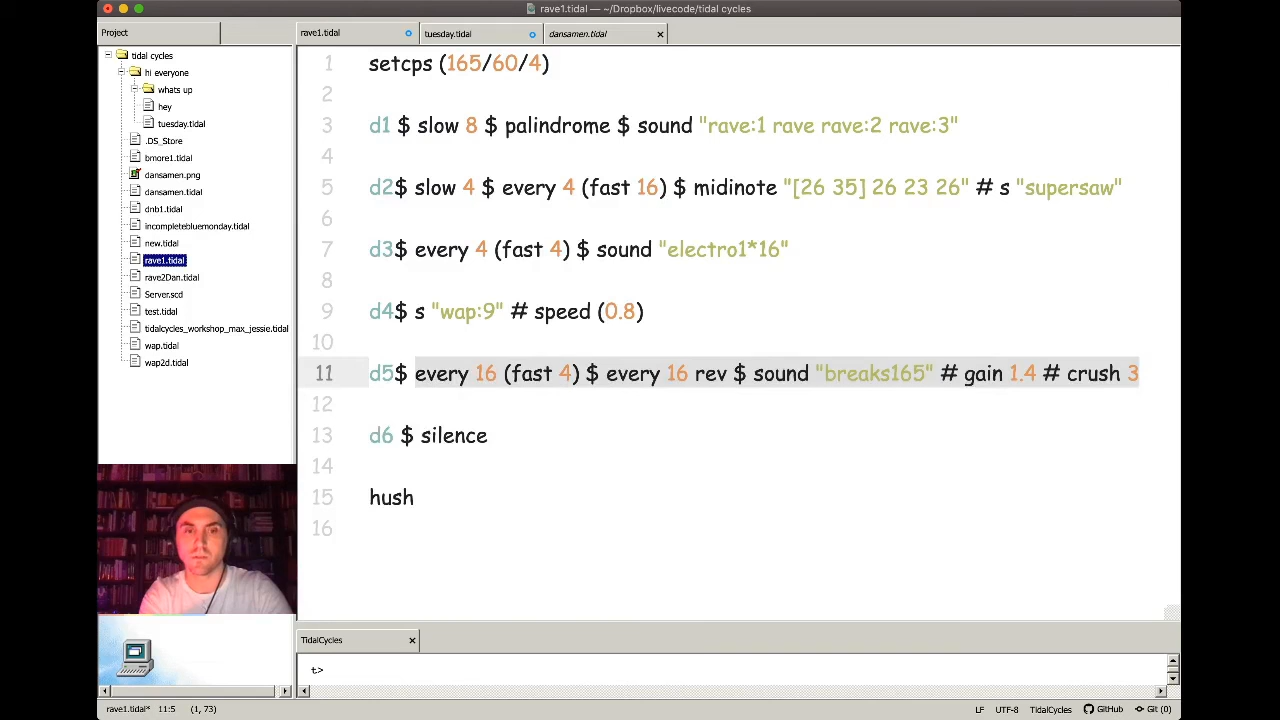 rave1.tidal — ~/Dropbox/livecode/tidal cycles
Project
rave1.tidal
tuesday.tidal
dansamen.tidal
tidal cycles
hi everyone
whats up
hey
tuesday.tidal
.DS_Store
bmore1.tidal
dansamen.png
dansamen.tidal
dnb1.tidal
incompletebluemonday.tidal
new.tidal
rave1.tidal
rave2Dan.tidal
Server.scd
test.tidal
tidalcycles_workshop_max_jessie.tidal
wap.tidal
wap2d.tidal
1 setcps (165/60/4)
2
3 d1 $ slow 8 $ palindrome $ sound "rave:1 rave rave:2 rave:3"
4
5 d2$ slow 4 $ every 4 (fast 16) $ midinote "[26 35] 26 23 26" # s "supersaw"
6
7 d3$ every 4 (fast 4) $ sound "electro1*16"
8
9 d4$ s "wap:9" # speed (0.8)
10
11 d5$ every 16 (fast 4) $ every 16 rev $ sound "breaks165" # gain 1.4 # crush 3
12
13 d6 $ silence
14
15 hush
16
TidalCycles
t>
rave1.tidal* 11:5 (1, 73)
LF UTF-8 TidalCycles GitHub Git (0)